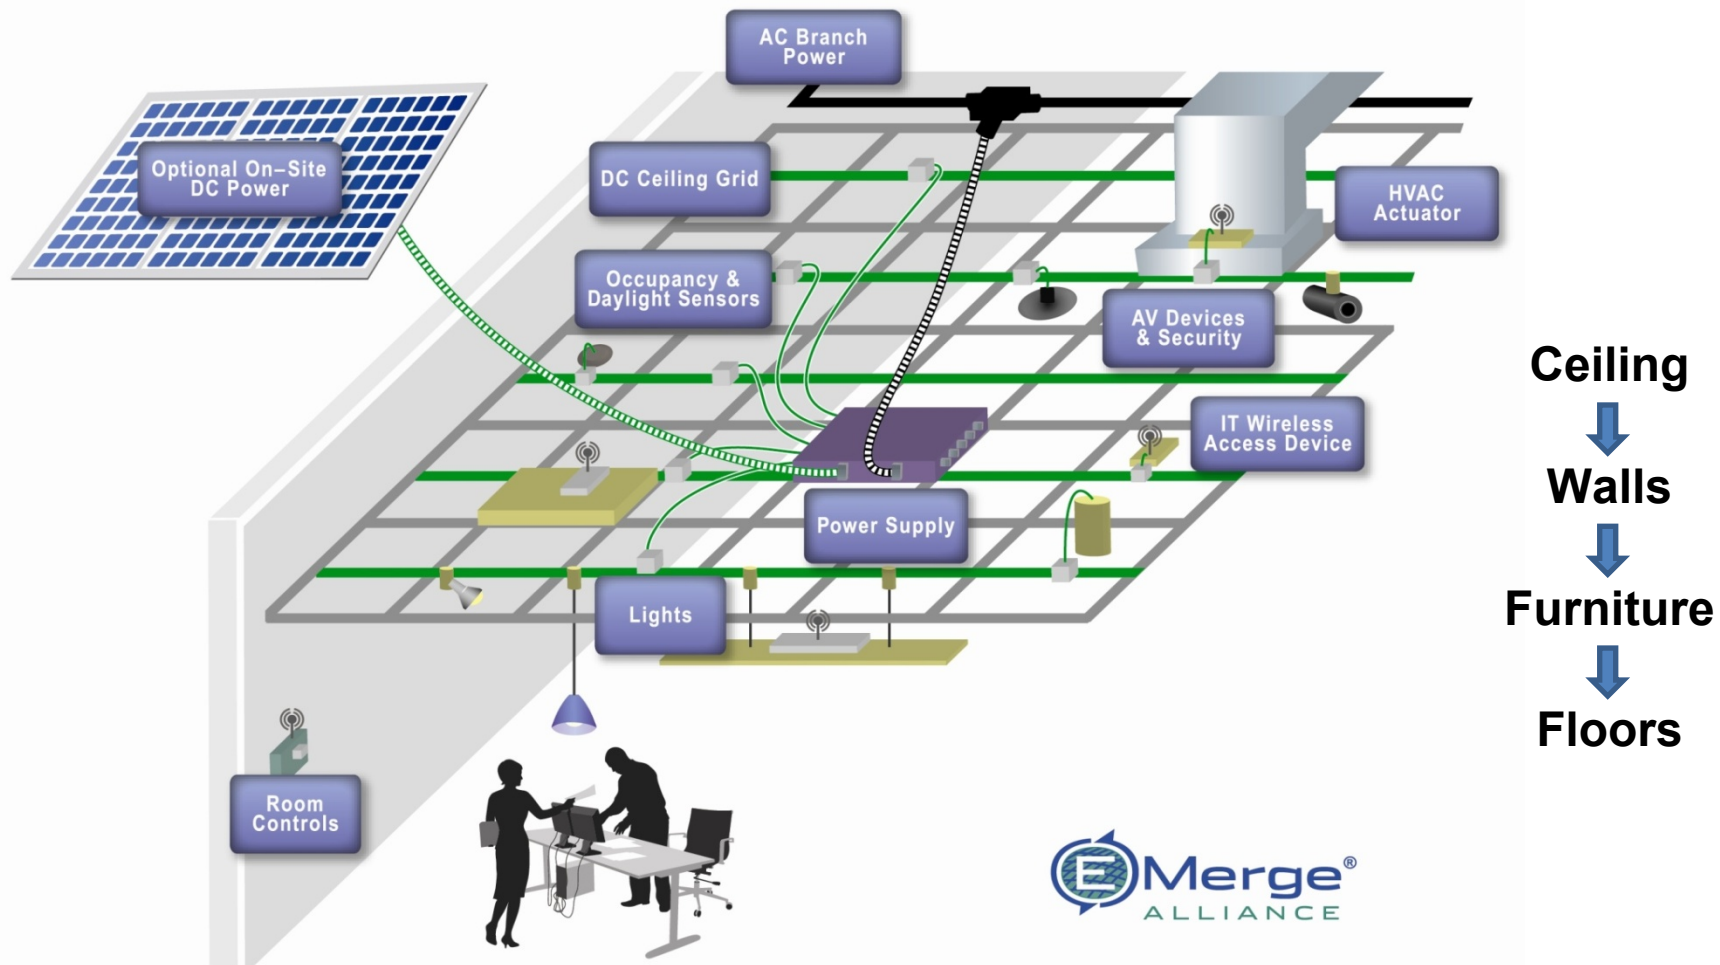 AC Branch
Power
Optional On–Site
DC Power
DC Ceiling Grid
HVAC
Actuator
Occupancy &
Daylight Sensors
AV Devices
& Security
IT Wireless
Access Device
Power Supply
Lights
Room
Controls
Ceiling
Walls
Furniture
Floors
EMerge®
ALLIANCE